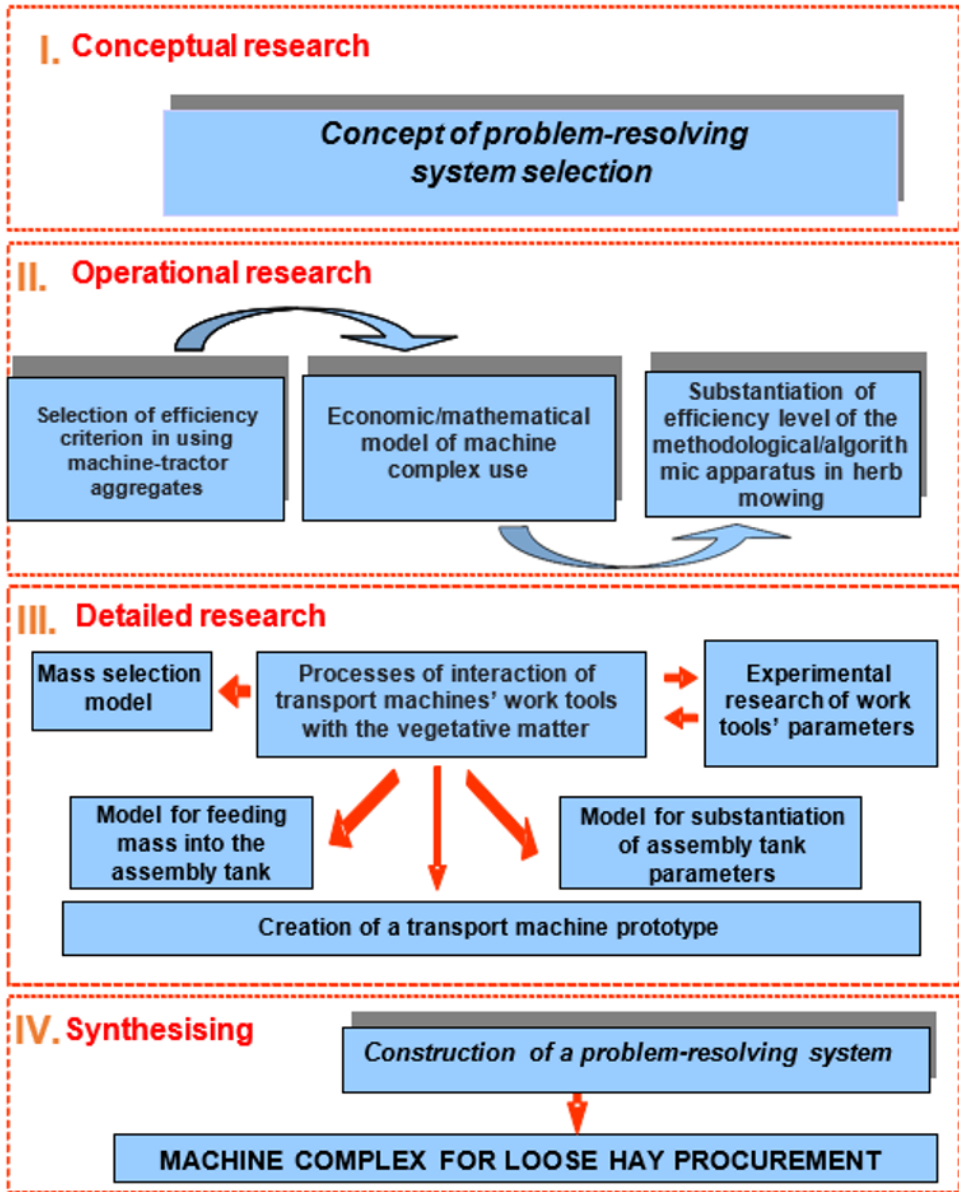 I. Conceptual research
Concept of problem-resolving
system selection
II. Operational research
Selection of efficiency
criterion in using
machine-tractor
aggregates
Economic/mathematical
model of machine
complex use
Substantiation of
efficiency level of the
methodological/algorith
mic apparatus in herb
mowing
III. Detailed research
Mass selection
model
Processes of interaction of
transport machines' work tools
with the vegetative matter
Experimental
research of work
tools' parameters
Model for feeding
mass into the
assembly tank
Model for substantiation
of assembly tank
parameters
Creation of a transport machine prototype
IV. Synthesising
Construction of a problem-resolving system
MACHINE COMPLEX FOR LOOSE HAY PROCUREMENT